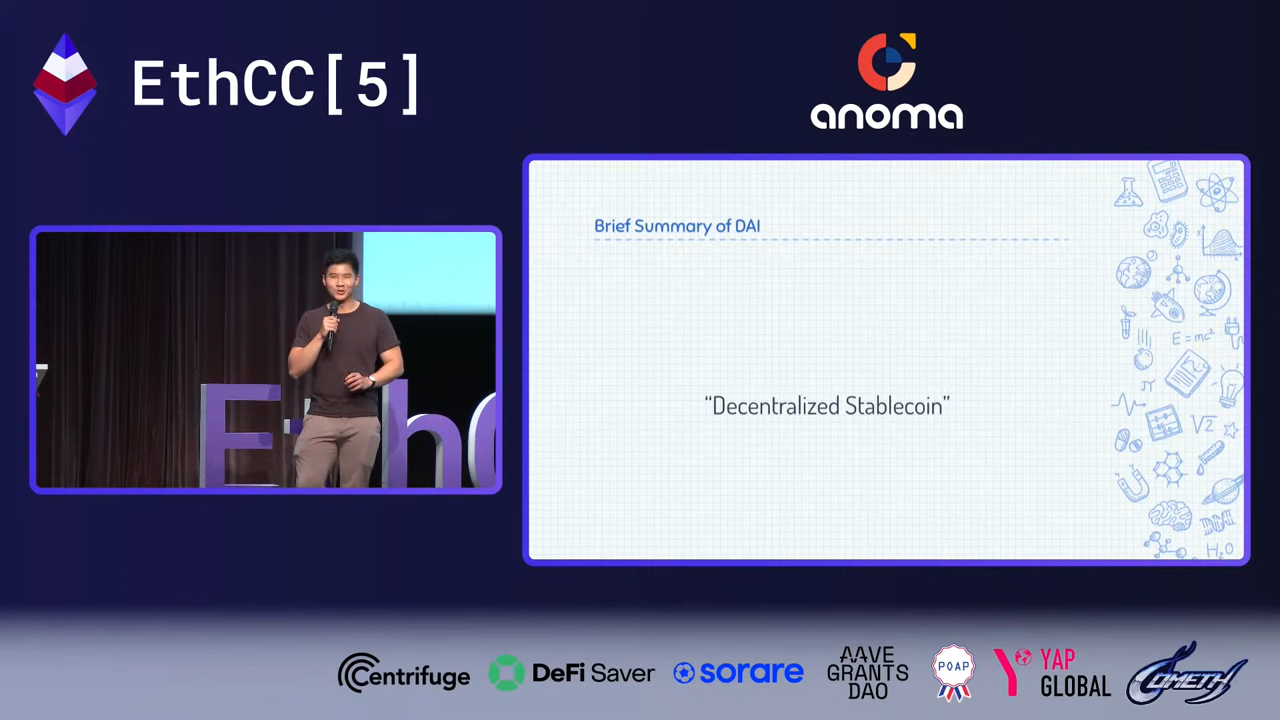 EthCC[5]
anoma
Brief Summary of DAI
“Decentralized Stablecoin”
E=mc²
√2
H₂O
EthC
Centrifuge
DeFi Saver
sorare
AAVE
GRANTS
DAO
POAP
YAP
GLOBAL
COMETH